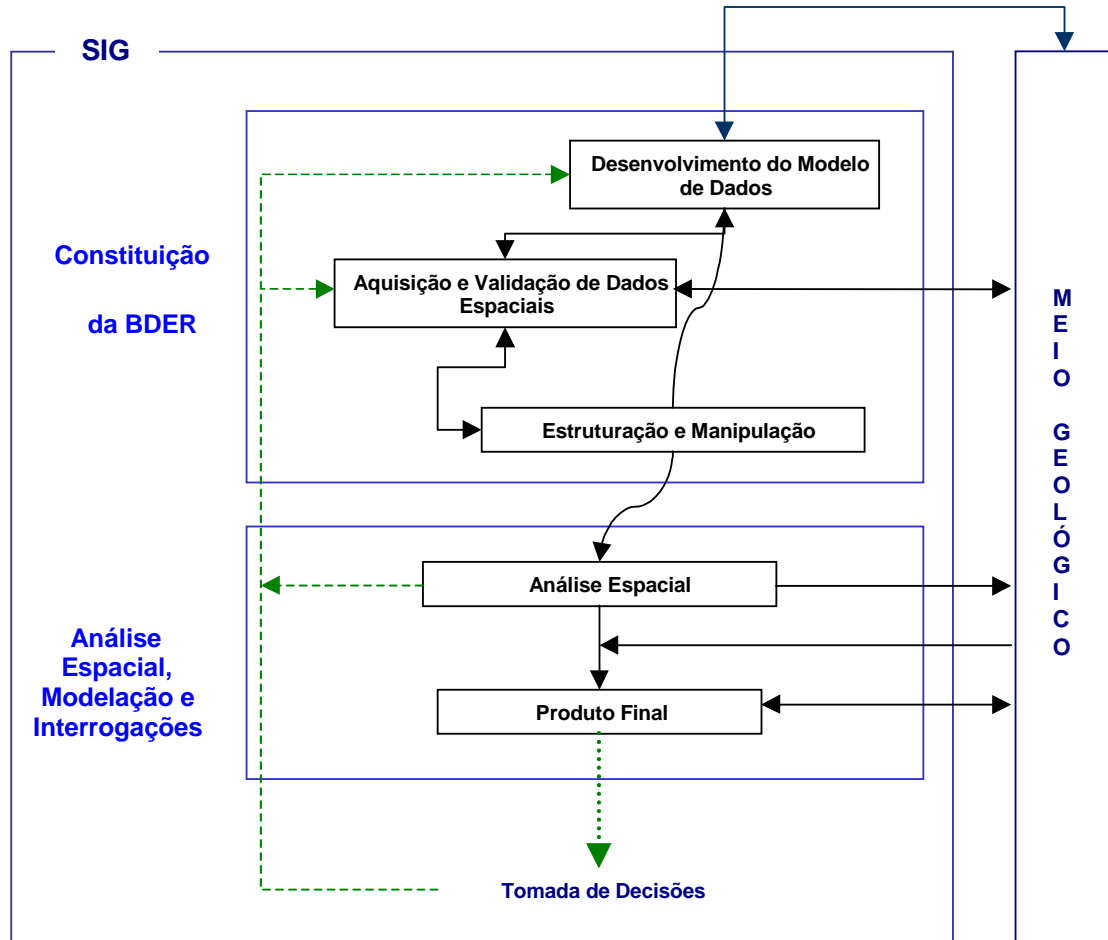 SIG
Desenvolvimento do Modelo
de Dados
Constituição
da BDER
Aquisição e Validação de Dados
Espaciais
Estruturação e Manipulação
Análise Espacial
Análise
Espacial,
Modelação e
Interrogações
Produto Final
Tomada de Decisões
M
E
I
O
G
E
O
L
Ó
G
I
C
O